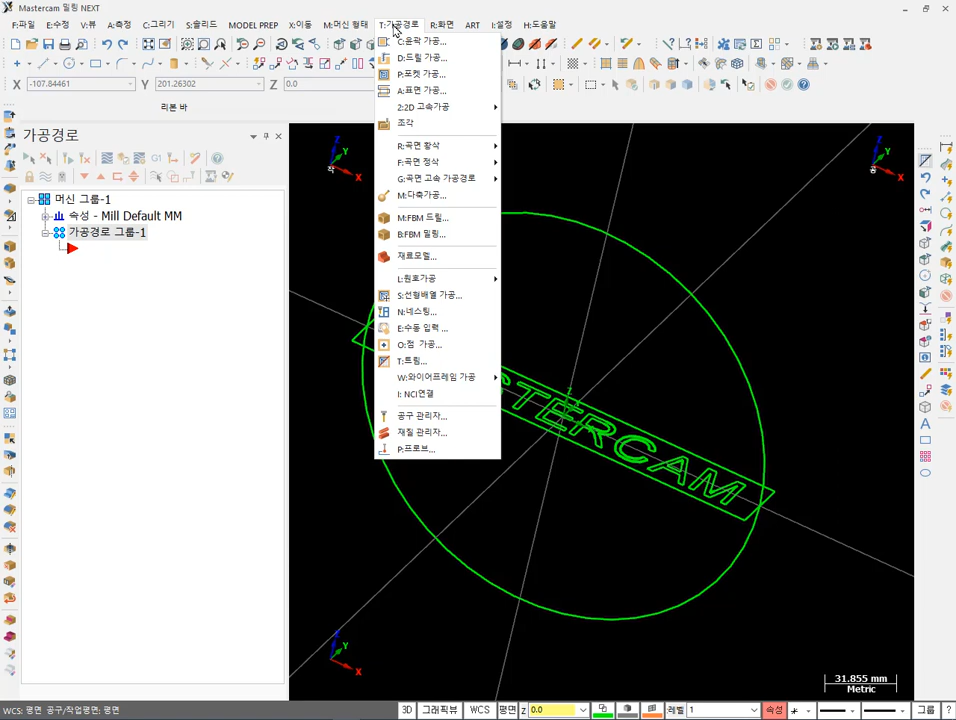 Mastercam 밀링 NEXT
F:파일 E:수정 V:뷰 A:측정 C:그리기 S:솔리드 MODEL PREP X:이동 M:머신 형태 T:가공경로 R:화면 ART I:설정 H:도움말
X -107.84461 Y 201.26302 Z 0.0
리본 바
가공경로
G1
머신 그룹-1
속성 - Mill Default MM
가공경로 그룹-1
C:윤곽 가공...
D:드릴 가공...
P:포켓 가공...
A:표면 가공...
2:2D 고속가공
조각
R:곡면 황삭
F:곡면 정삭
G:곡면 고속 가공경로
M:다축가공...
M:FBM 드릴...
B:FBM 밀링...
재료모델...
L:원호가공
S:선형배열 가공...
N:네스팅...
E:수동 입력 ...
O:점 가공...
T:트림...
W:와이어프레임 가공
I: NCI연결
공구 관리자...
재질 관리자...
P:프로브...
Z
Y
X
Z
Y
X
Z
STERCAM
Z
Y
X
31.855 mm
Metric
WCS: 평면 공구/작업평면: 평면
3D 그래픽뷰 WCS 평면 Z 0.0 레벨 1 속성 그룹 ?